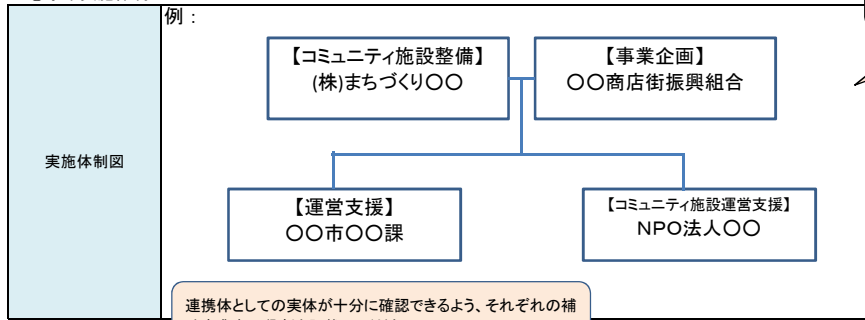 例：
【コミュニティ施設整備】
(株)まちづくり〇〇
【事業企画】
〇〇商店街振興組合
実施体制図
【運営支援】
〇〇市〇〇課
【コミュニティ施設運営支援】
NPO法人〇〇
連携体としての実体が十分に確認できるよう、それぞれの補